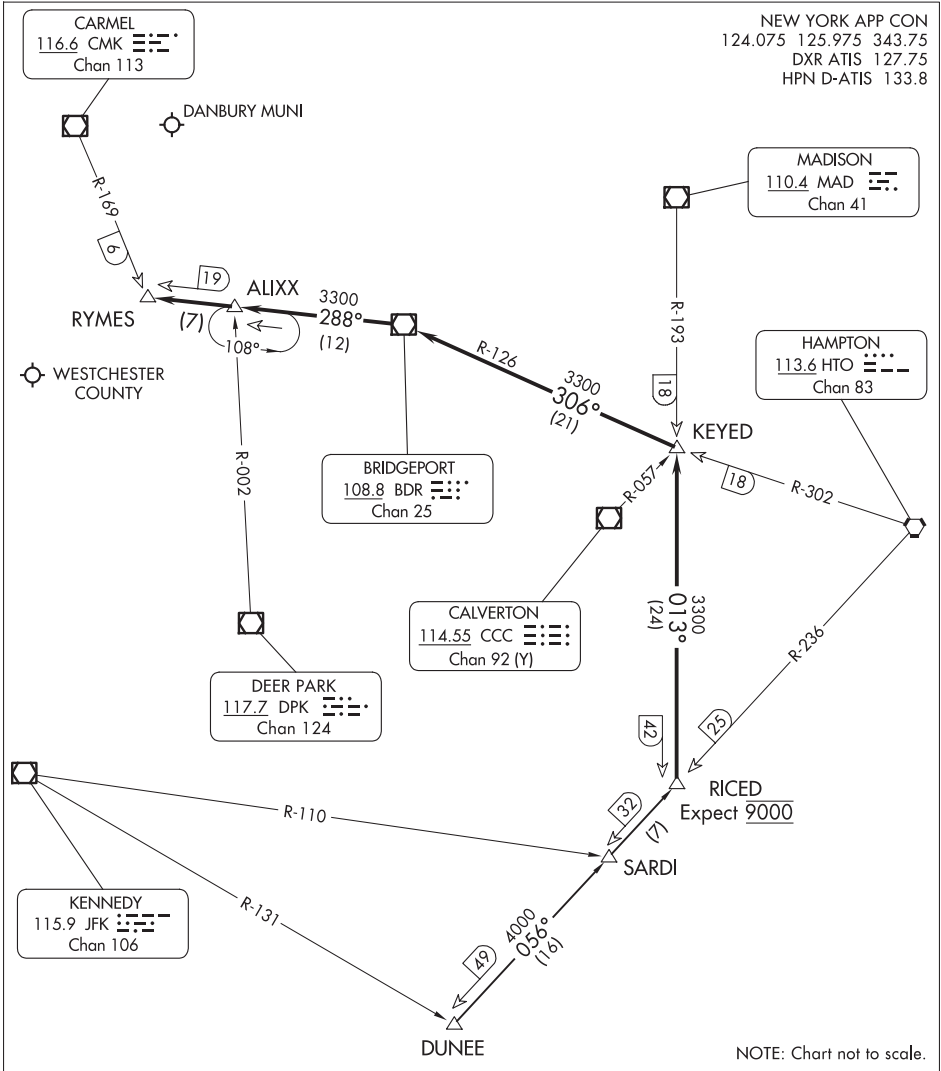 CARMEL
116.6 CMK
Chan 113
NEW YORK APP CON
124.075 125.975 343.75
DXR ATIS 127.75
HPN D-ATIS 133.8
DANBURY MUNI
MADISON
110.4 MAD
Chan 41
R-169
6
19
ALIXX
RYMES
(7)
3300
288°
(12)
108°
R-126
3300
306°
(21)
R-193
18
HAMPTON
113.6 HTO
Chan 83
WESTCHESTER
COUNTY
KEYED
18
R-302
R-002
BRIDGEPORT
108.8 BDR
Chan 25
R-057
CALVERTON
114.55 CCC
Chan 92 (Y)
3300
013°
(24)
R-236
DEER PARK
117.7 DPK
Chan 124
42
25
RICED
Expect 9000
R-110
32
(7)
SARDI
KENNEDY
115.9 JFK
Chan 106
R-131
4000
056°
(16)
49
DUNEE
NOTE: Chart not to scale.